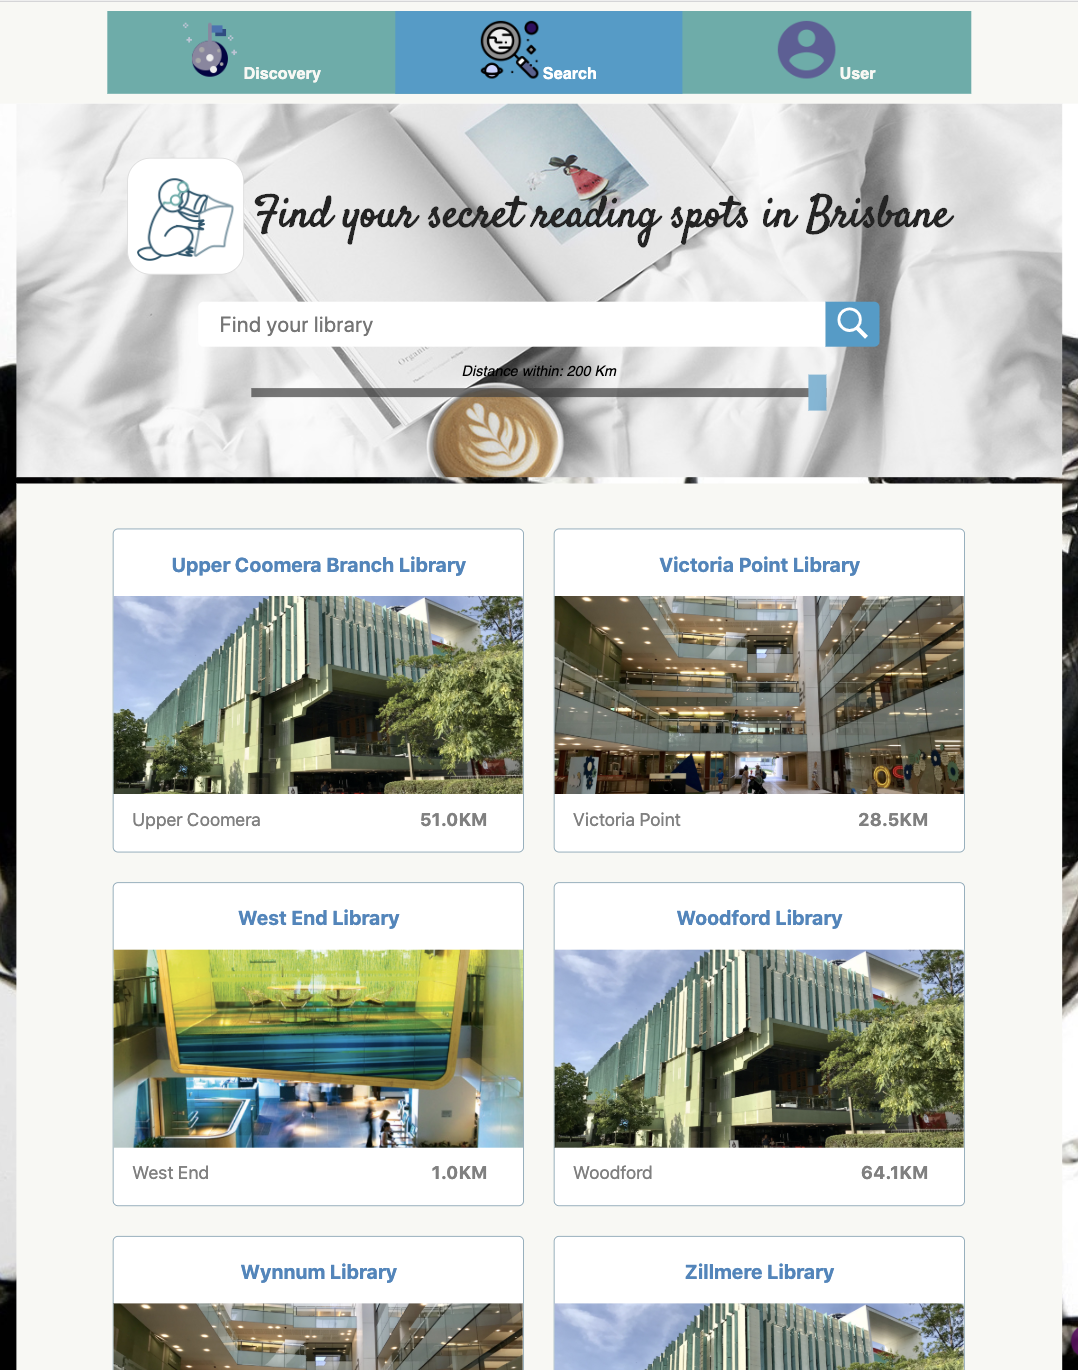 Discovery
Search
User
Find your secret reading spots in Brisbane
Find your library
Distance within: 200 Km
Upper Coomera Branch Library
Victoria Point Library
Upper Coomera 51.0KM
Victoria Point 28.5KM
West End Library
Woodford Library
West End 1.0KM
Woodford 64.1KM
Wynnum Library
Zillmere Library